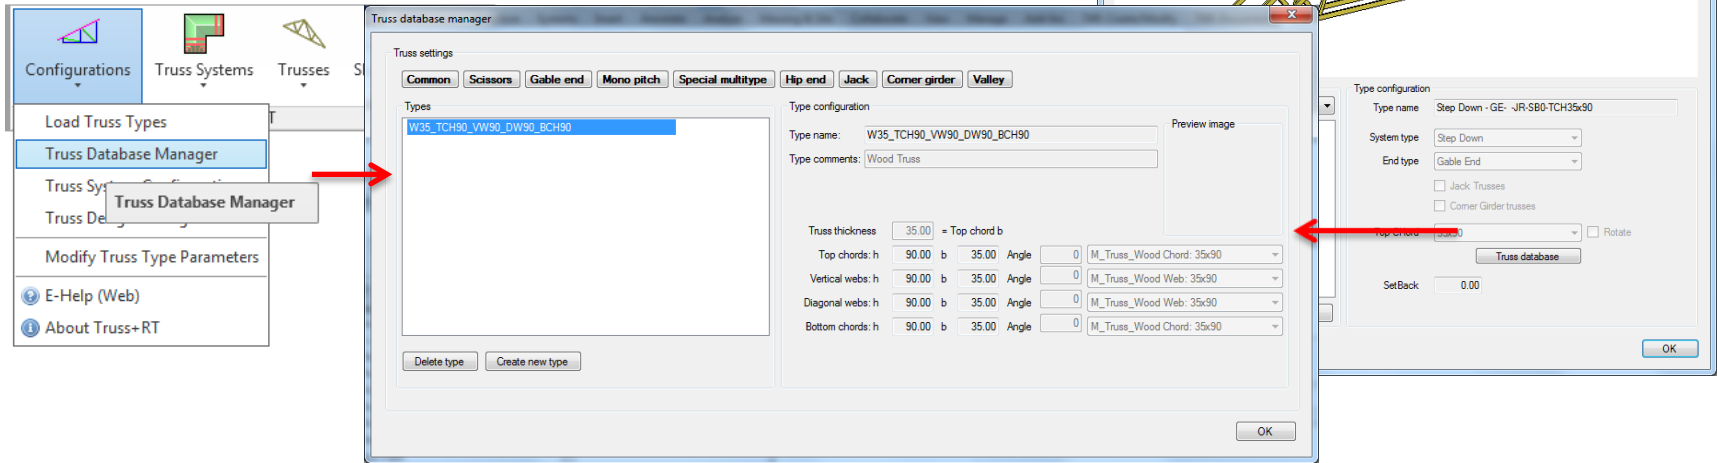 Configurations
Truss Systems
Trusses
Load Truss Types
Truss Database Manager
Truss Sys
Truss Database Manager
Truss De
Modify Truss Type Parameters
E-Help (Web)
About Truss+RT
Truss database manager
Truss settings
Common Scissors Gable end Mono pitch Special multitype Hip end Jack Corner girder Valley
Types
W35_TCH90_VW90_DW90_BCH90
Delete type Create new type
Type configuration
Type name: W35_TCH90_VW90_DW90_BCH90
Type comments: Wood Truss
Preview image
Truss thickness 35.00 = Top chord b
Top chords: h 90.00 b 35.00 Angle 0 M_Truss_Wood Chord: 35x90
Vertical webs: h 90.00 b 35.00 Angle 0 M_Truss_Wood Web: 35x90
Diagonal webs: h 90.00 b 35.00 Angle 0 M_Truss_Wood Web: 35x90
Bottom chords: h 90.00 b 35.00 Angle 0 M_Truss_Wood Chord: 35x90
OK
Type configuration
Type name Step Down - GE- -JR-SB0-TCH35x90
System type Step Down
End type Gable End
Jack Trusses
Corner Girder trusses
Top Chord 35x90 Rotate
Truss database
SetBack 0.00
OK